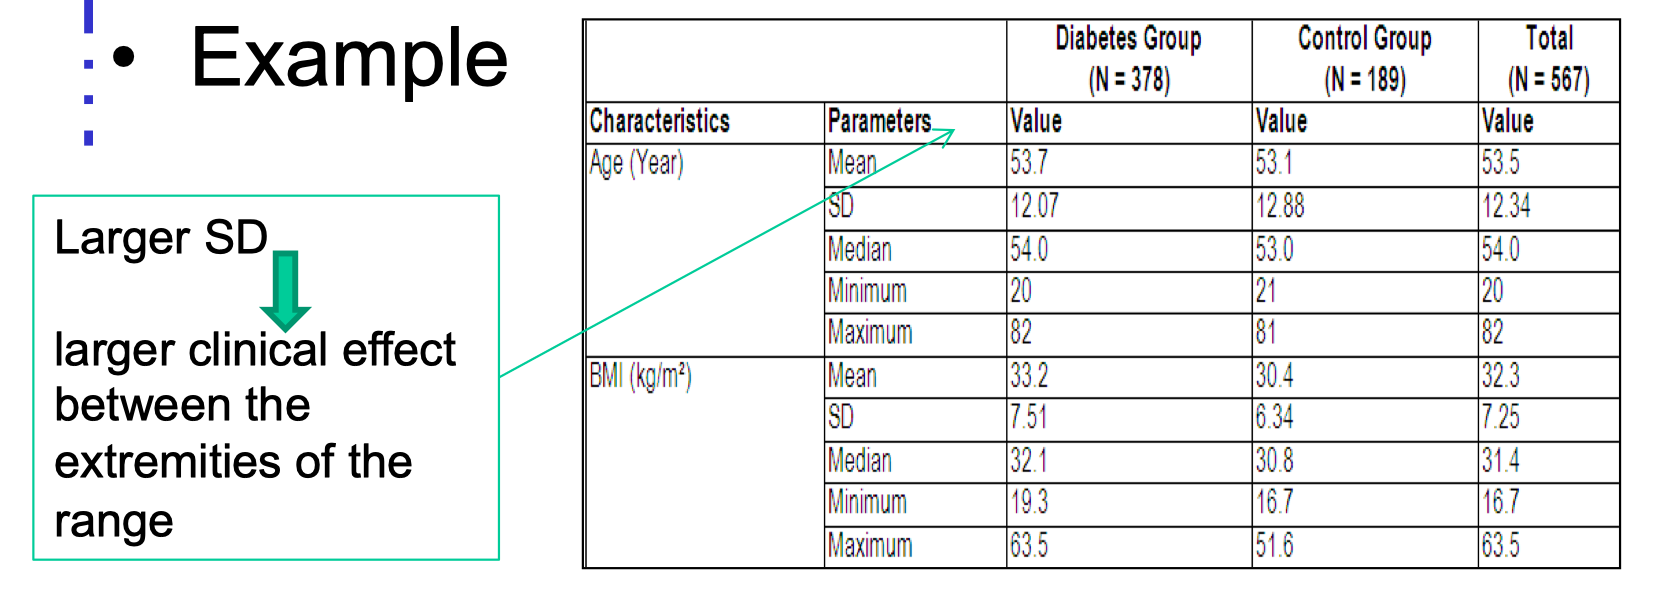 • Example
Larger SD
larger clinical effect
between the
extremities of the
range
Diabetes Group Control Group Total
(N = 378) (N = 189) (N = 567)
Characteristics Parameters Value Value Value
Age (Year) Mean 53.7 53.1 53.5
SD 12.07 12.88 12.34
Median 54.0 53.0 54.0
Minimum 20 21 20
Maximum 82 81 82
BMI (kg/m²) Mean 33.2 30.4 32.3
SD 7.51 6.34 7.25
Median 32.1 30.8 31.4
Minimum 19.3 16.7 16.7
Maximum 63.5 51.6 63.5